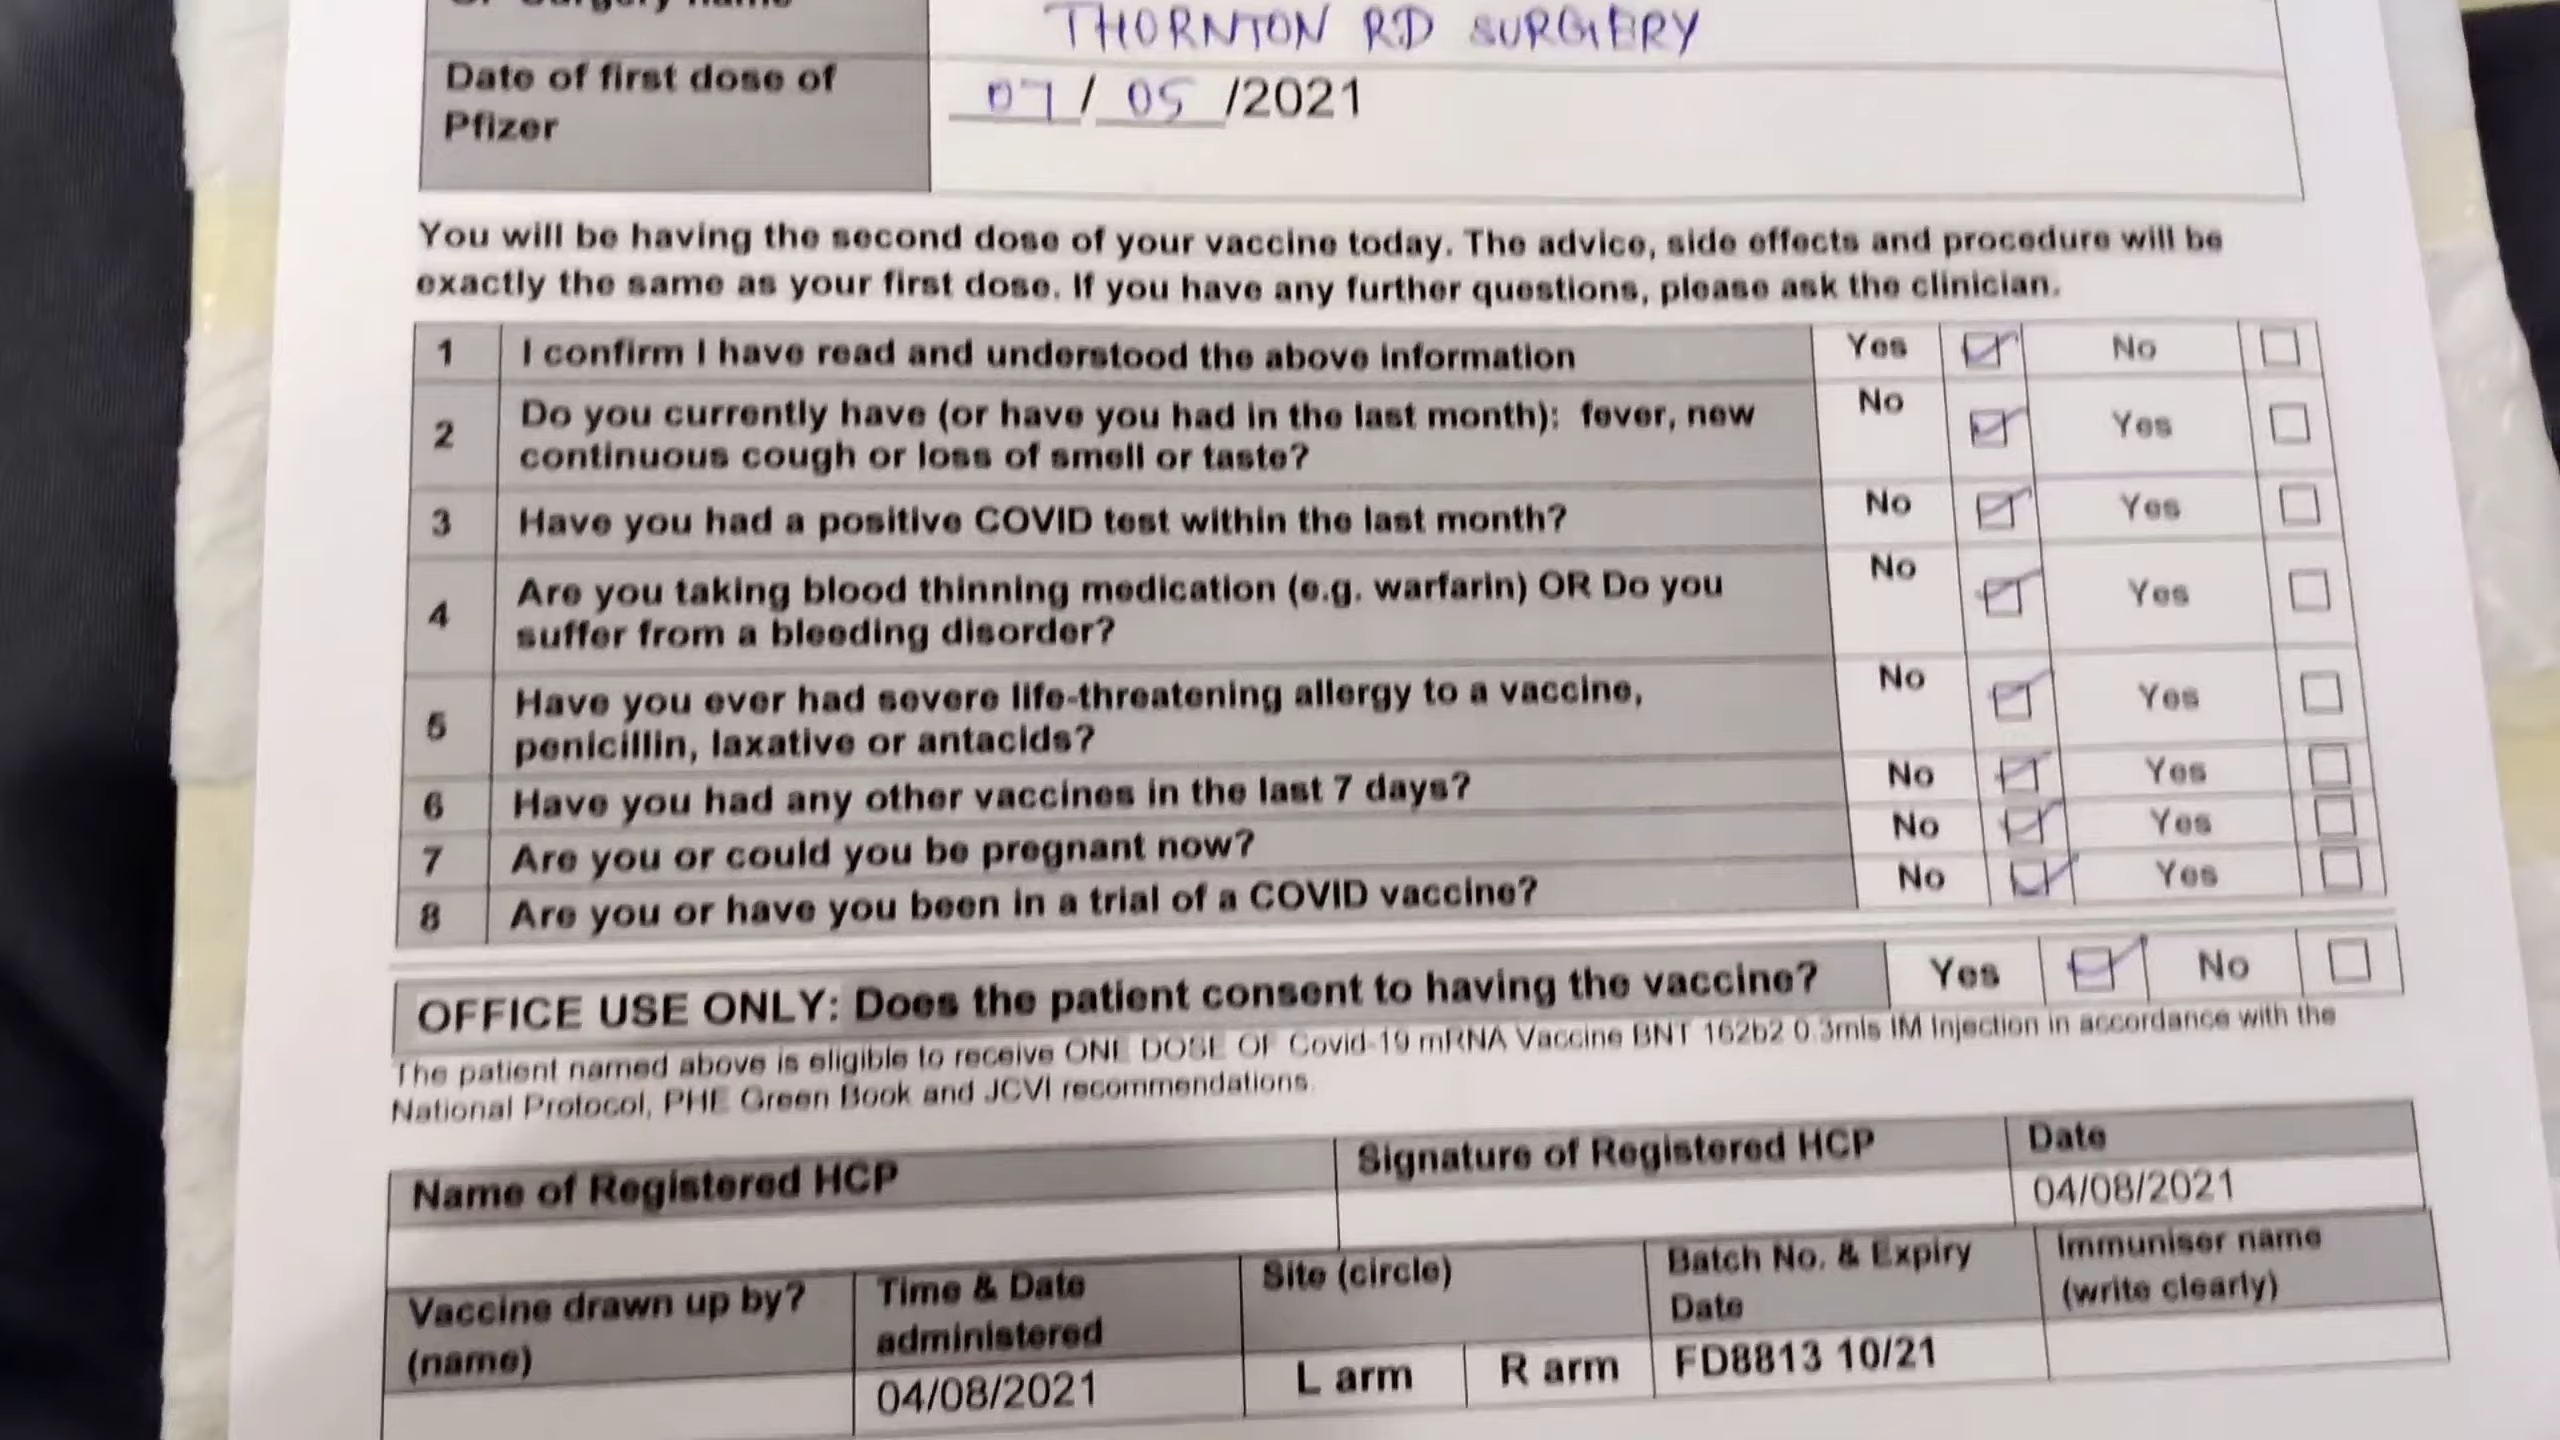 GP Surgery name
THORNTON RD SURGERY
Date of first dose of
Pfizer
07 / 05 /2021
You will be having the second dose of your vaccine today. The advice, side effects and procedure will be
exactly the same as your first dose. If you have any further questions, please ask the clinician.
1 I confirm I have read and understood the above information Yes No
2 Do you currently have (or have you had in the last month): fever, new
continuous cough or loss of smell or taste? No Yes
3 Have you had a positive COVID test within the last month? No Yes
4 Are you taking blood thinning medication (e.g. warfarin) OR Do you
suffer from a bleeding disorder? No Yes
5 Have you ever had severe life-threatening allergy to a vaccine,
penicillin, laxative or antacids? No Yes
6 Have you had any other vaccines in the last 7 days? No Yes
7 Are you or could you be pregnant now? No Yes
8 Are you or have you been in a trial of a COVID vaccine? No Yes
OFFICE USE ONLY: Does the patient consent to having the vaccine? Yes No
The patient named above is eligible to receive ONE DOSE OF Covid-19 mRNA Vaccine BNT 162b2 0.3mls IM Injection in accordance with the
National Protocol, PHE Green Book and JCVI recommendations.
Name of Registered HCP Signature of Registered HCP Date
04/08/2021
Vaccine drawn up by?
(name)
Time & Date
administered
Site (circle)
Batch No. & Expiry
Date
Immuniser name
(write clearly)
04/08/2021 L arm R arm FD8813 10/21